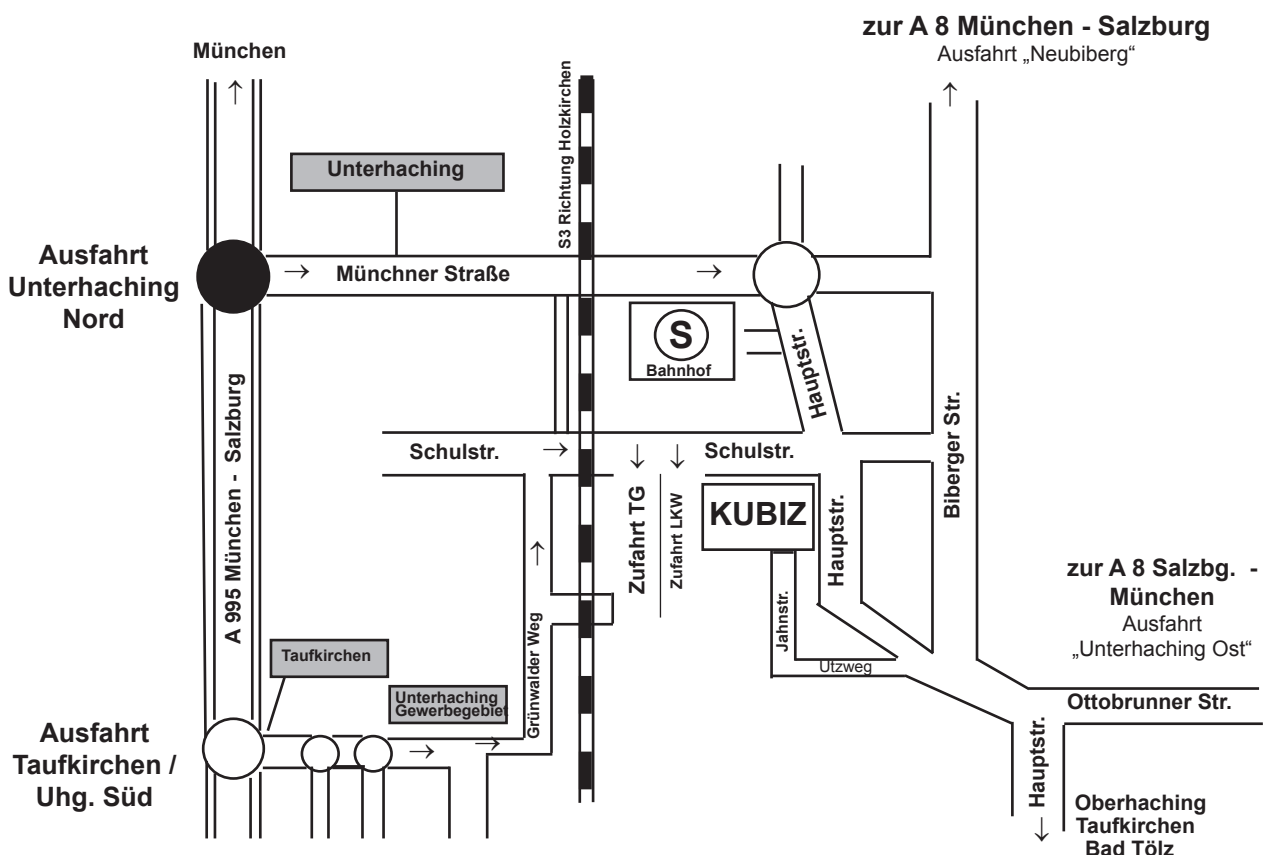 zur A 8 München - Salzburg
Ausfahrt „Neubiberg“
München
S3 Richtung Holzkirchen
Unterhaching
Ausfahrt
Unterhaching
Nord
Münchner Straße
S
Bahnhof
Hauptstr.
A 995 München - Salzburg
Schulstr.
Schulstr.
Biberger Str.
Zufahrt TG
Zufahrt LKW
KUBIZ
Hauptstr.
zur A 8 Salzbg. -
München
Ausfahrt
„Unterhaching Ost“
Jahnstr.
Grünwalder Weg
Taufkirchen
Utzweg
Unterhaching
Gewerbegebiet
Ottobrunner Str.
Ausfahrt
Taufkirchen /
Uhg. Süd
Hauptstr.
Oberhaching
Taufkirchen
Bad Tölz